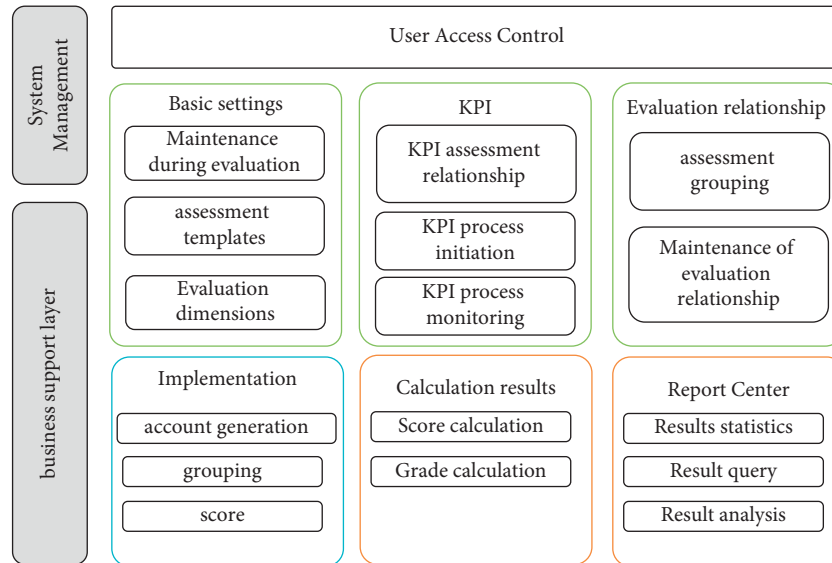 System
Management
business support layer
User Access Control
Basic settings
Maintenance
during evaluation
assessment
templates
Evaluation
dimensions
KPI
KPI assessment
relationship
KPI process
initiation
KPI process
monitoring
Evaluation relationship
assessment
grouping
Maintenance of
evaluation
relationship
Implementation
account generation
grouping
score
Calculation results
Score calculation
Grade calculation
Report Center
Results statistics
Result query
Result analysis